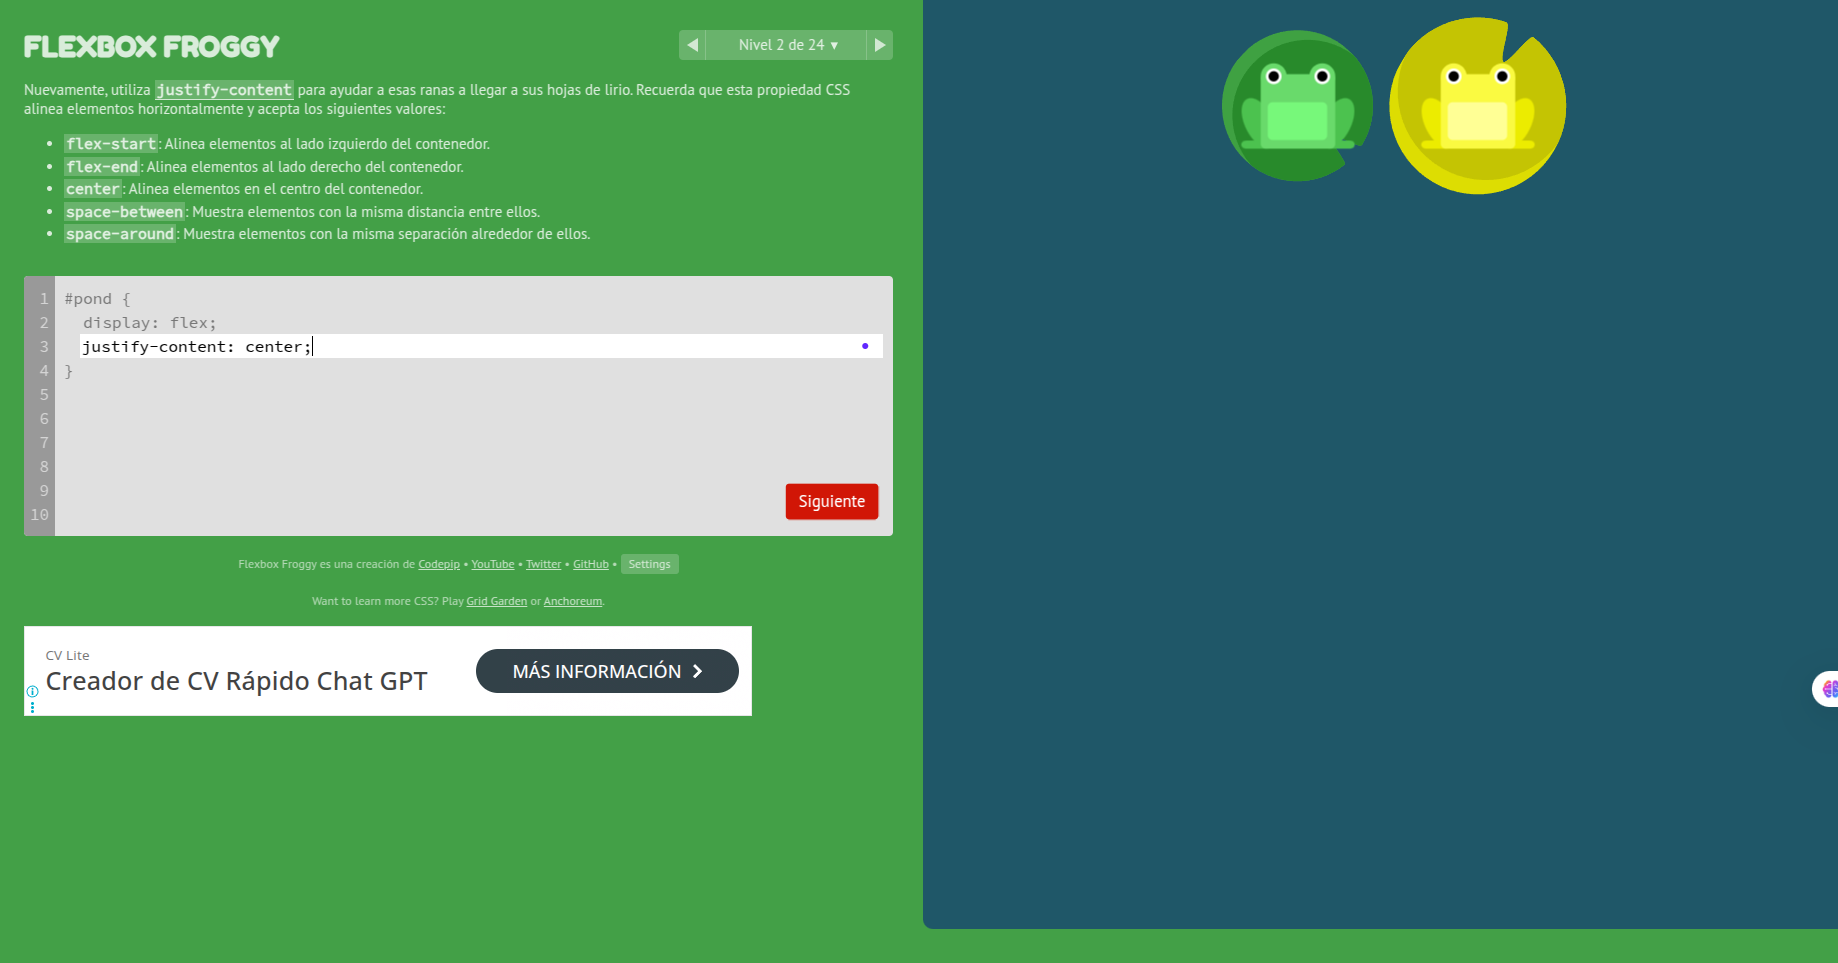 FLEXBOX FROGGY
◀ Nivel 2 de 24 ▼ ▶
Nuevamente, utiliza justify-content para ayudar a esas ranas a llegar a sus hojas de lirio. Recuerda que esta propiedad CSS
alinea elementos horizontalmente y acepta los siguientes valores:
• flex-start: Alinea elementos al lado izquierdo del contenedor.
• flex-end: Alinea elementos al lado derecho del contenedor.
• center: Alinea elementos en el centro del contenedor.
• space-between: Muestra elementos con la misma distancia entre ellos.
• space-around: Muestra elementos con la misma separación alrededor de ellos.
1 #pond {
2 display: flex;
3 justify-content: center;
4 }
5
6
7
8
9
10
Siguiente
Flexbox Froggy es una creación de Codepip • YouTube • Twitter • GitHub • Settings
Want to learn more CSS? Play Grid Garden or Anchoreum.
CV Lite
Creador de CV Rápido Chat GPT
MÁS INFORMACIÓN